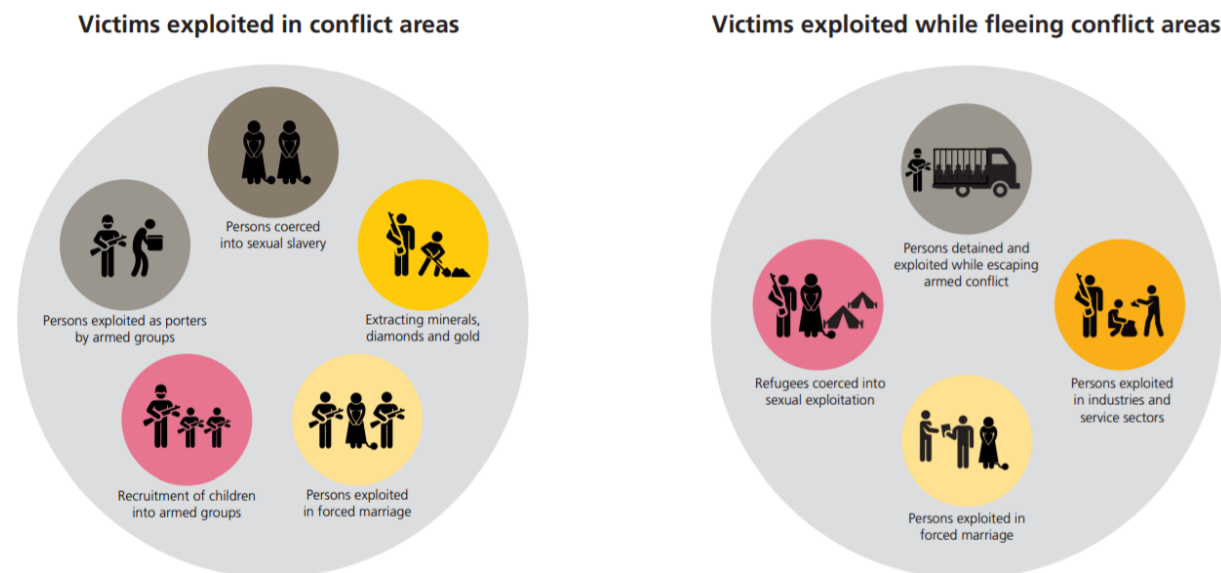 Victims exploited in conflict areas
Persons coerced
into sexual slavery
Persons exploited as porters
by armed groups
Extracting minerals,
diamonds and gold
Recruitment of children
into armed groups
Persons exploited
in forced marriage
Victims exploited while fleeing conflict areas
Persons detained and
exploited while escaping
armed conflict
Refugees coerced into
sexual exploitation
Persons exploited
in industries and
service sectors
Persons exploited in
forced marriage